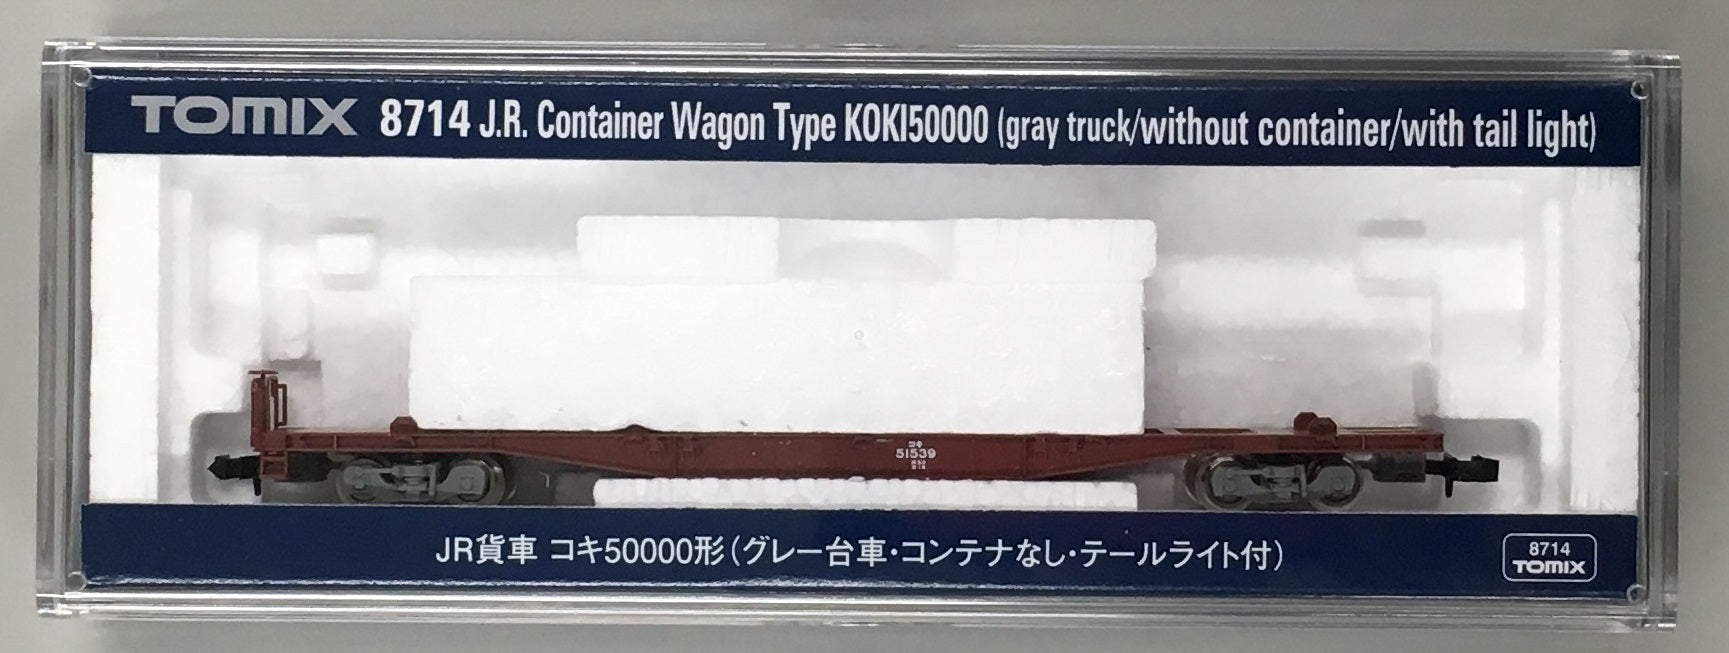 TOMIX 8714 J.R. Container Wagon Type KOKI50000 (gray truck/without container/with tail light)
コキ
51539
JR貨車 コキ50000形(グレー台車・コンテナなし・テールライト付)
8714
TOMIX